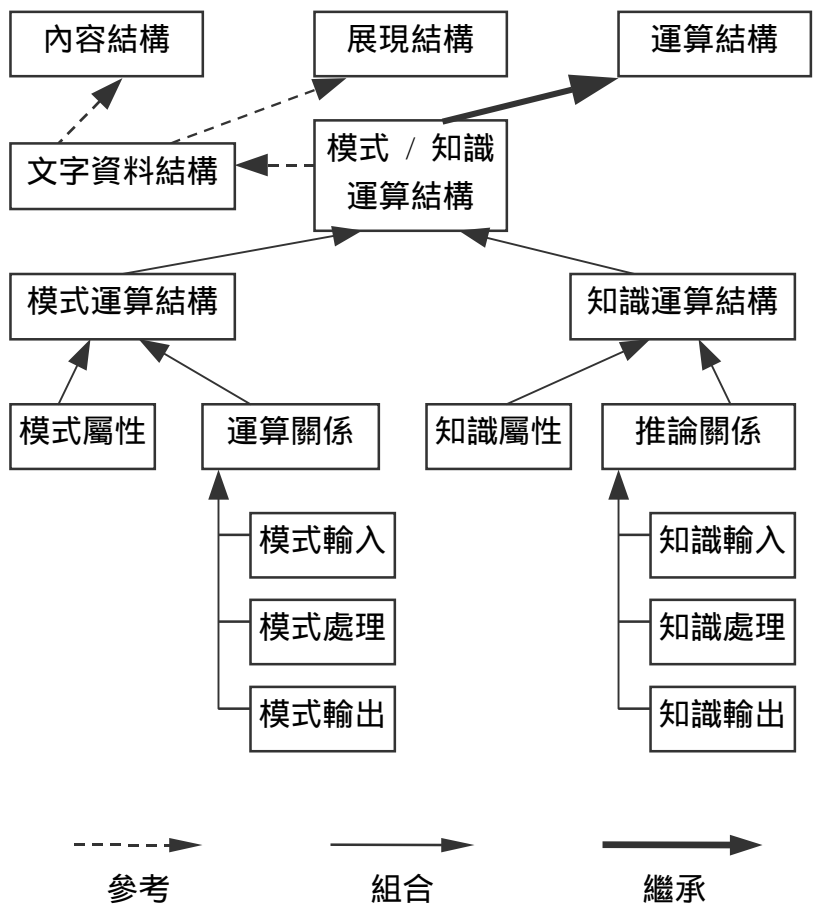 內容結構
展現結構
運算結構
文字資料結構
模式 / 知識
運算結構
模式運算結構
知識運算結構
模式屬性
運算關係
知識屬性
推論關係
模式輸入
知識輸入
模式處理
知識處理
模式輸出
知識輸出
參考
組合
繼承